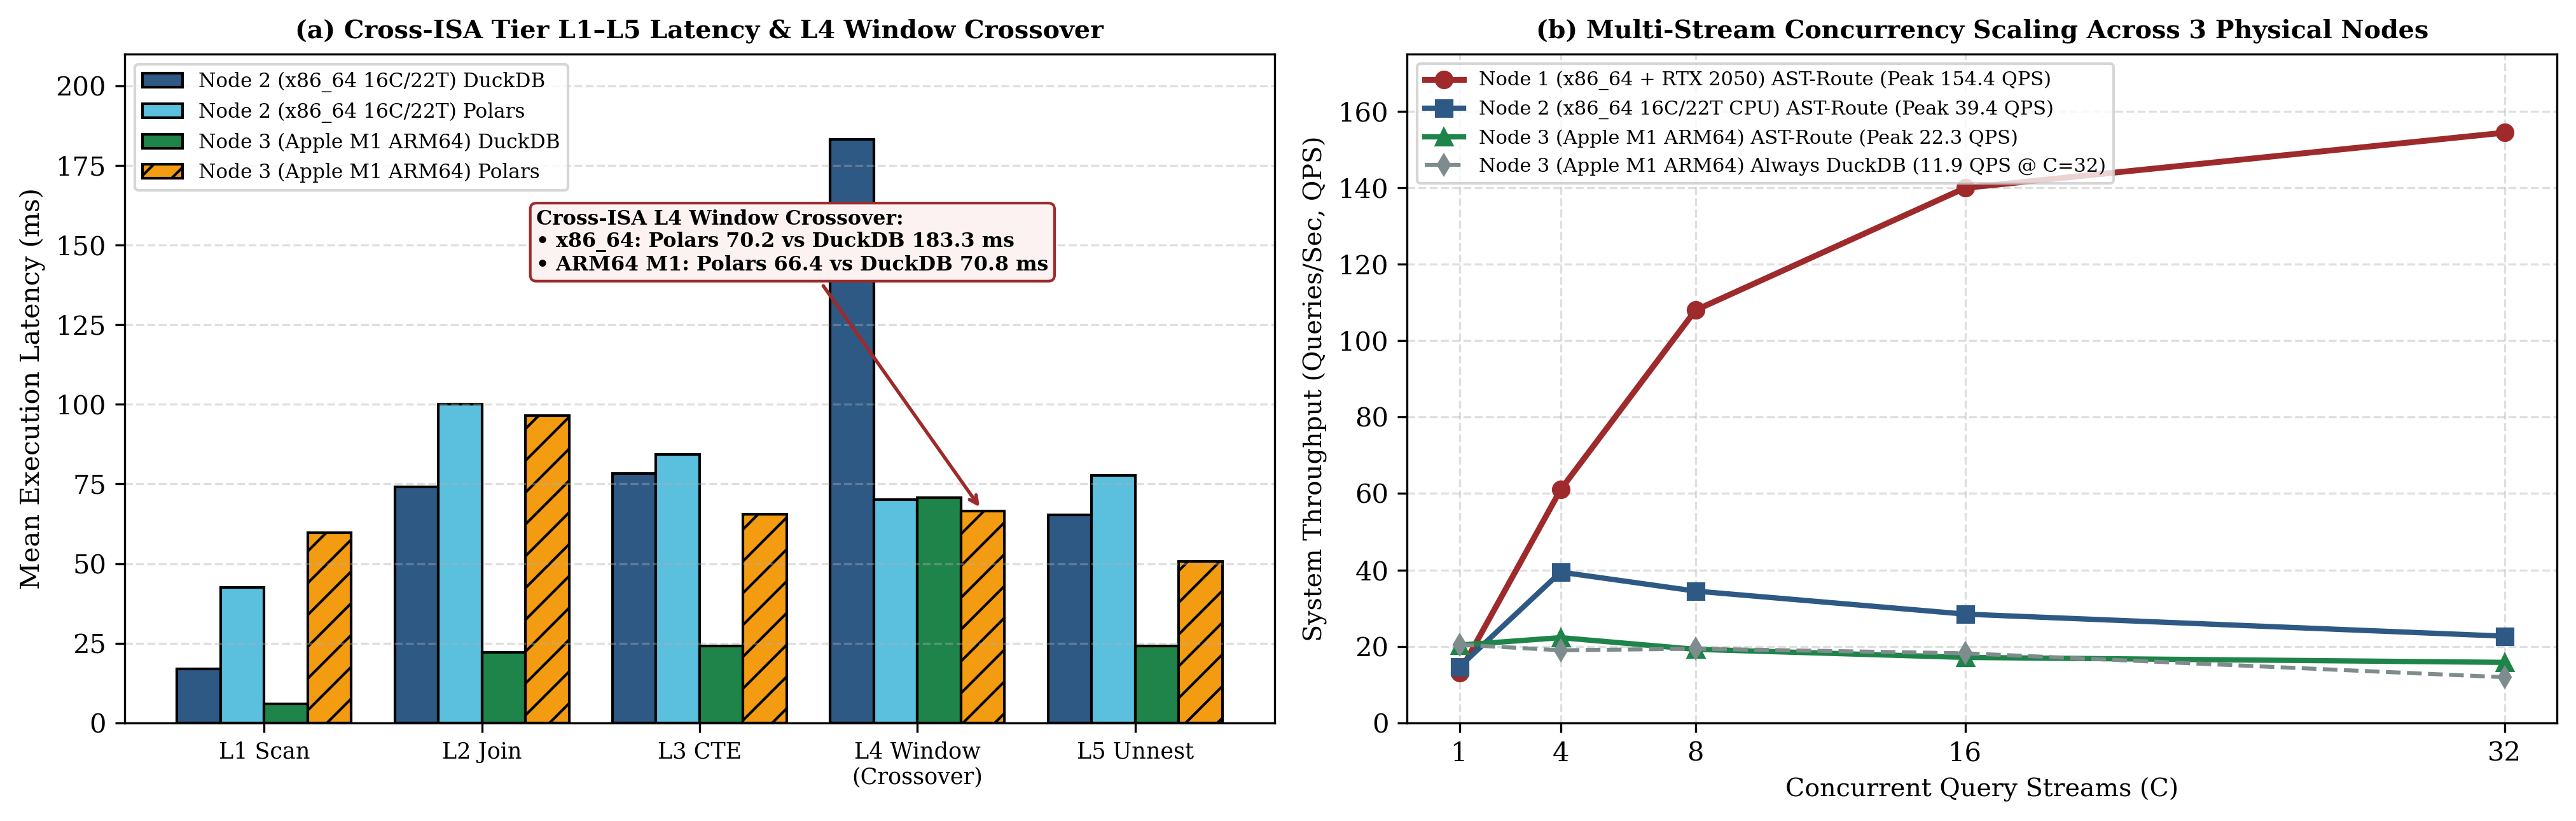 (a) Cross-ISA Tier L1–L5 Latency & L4 Window Crossover
Mean Execution Latency (ms)
200
175
150
125
100
75
50
25
0
Node 2 (x86_64 16C/22T) DuckDB
Node 2 (x86_64 16C/22T) Polars
Node 3 (Apple M1 ARM64) DuckDB
Node 3 (Apple M1 ARM64) Polars
Cross-ISA L4 Window Crossover:
• x86_64: Polars 70.2 vs DuckDB 183.3 ms
• ARM64 M1: Polars 66.4 vs DuckDB 70.8 ms
L1 Scan
L2 Join
L3 CTE
L4 Window
(Crossover)
L5 Unnest
(b) Multi-Stream Concurrency Scaling Across 3 Physical Nodes
System Throughput (Queries/Sec, QPS)
160
140
120
100
80
60
40
20
0
Node 1 (x86_64 + RTX 2050) AST-Route (Peak 154.4 QPS)
Node 2 (x86_64 16C/22T CPU) AST-Route (Peak 39.4 QPS)
Node 3 (Apple M1 ARM64) AST-Route (Peak 22.3 QPS)
Node 3 (Apple M1 ARM64) Always DuckDB (11.9 QPS @ C=32)
1
4
8
16
32
Concurrent Query Streams (C)